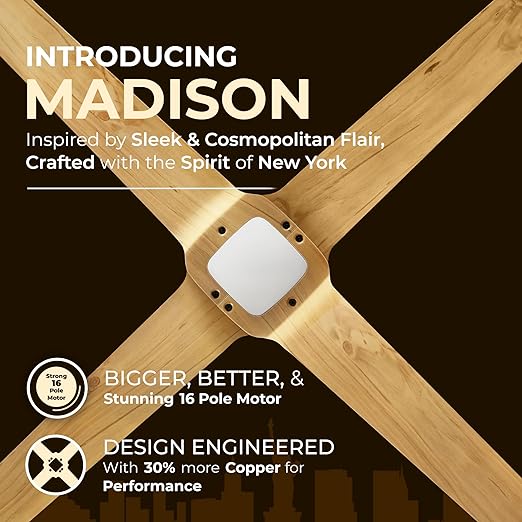 INTRODUCING
MADISON
Inspired by Sleek & Cosmopolitan Flair,
Crafted with the Spirit of New York
Strong
16
Pole
Motor
BIGGER, BETTER, &
Stunning 16 Pole Motor
DESIGN ENGINEERED
With 30% more Copper for
Performance